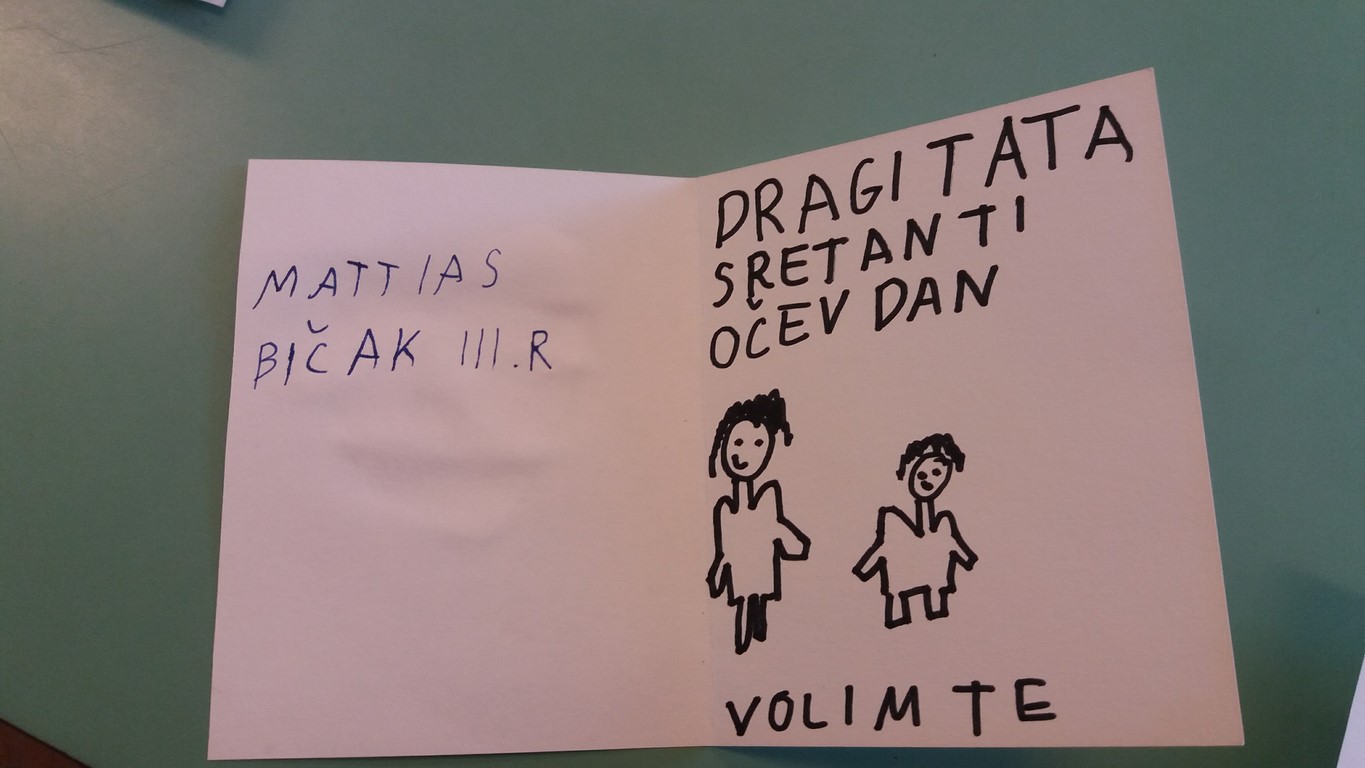 MATTIAS
BIČAK III.R
DRAGI TATA
SRETAN TI
OČEV DAN
VOLIM TE